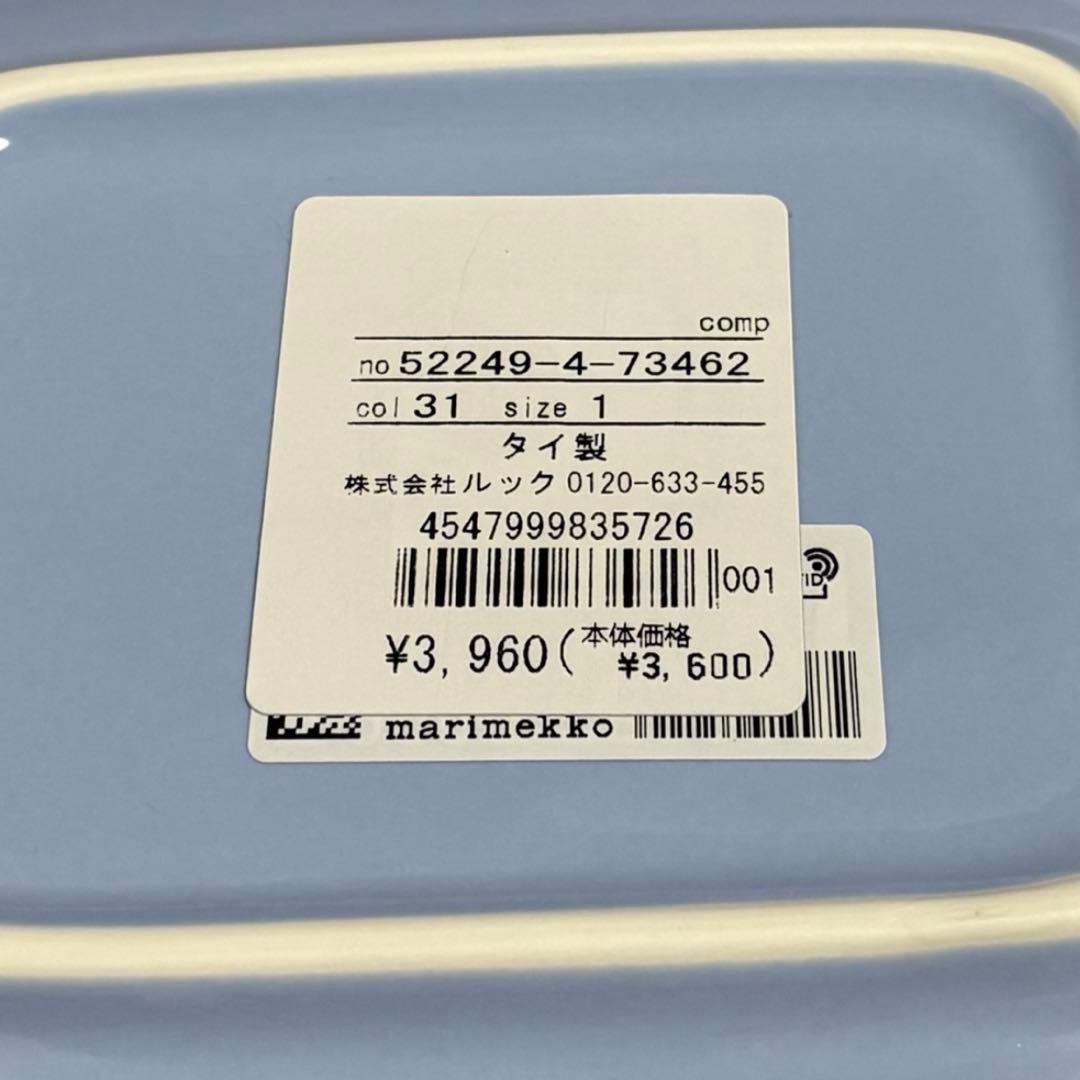 comp
no 52249-4-73462
col 31 size 1
タイ製
株式会社ルック 0120-633-455
4547999835726
001
¥3,960(本体価格 ¥3,600)
marimekko